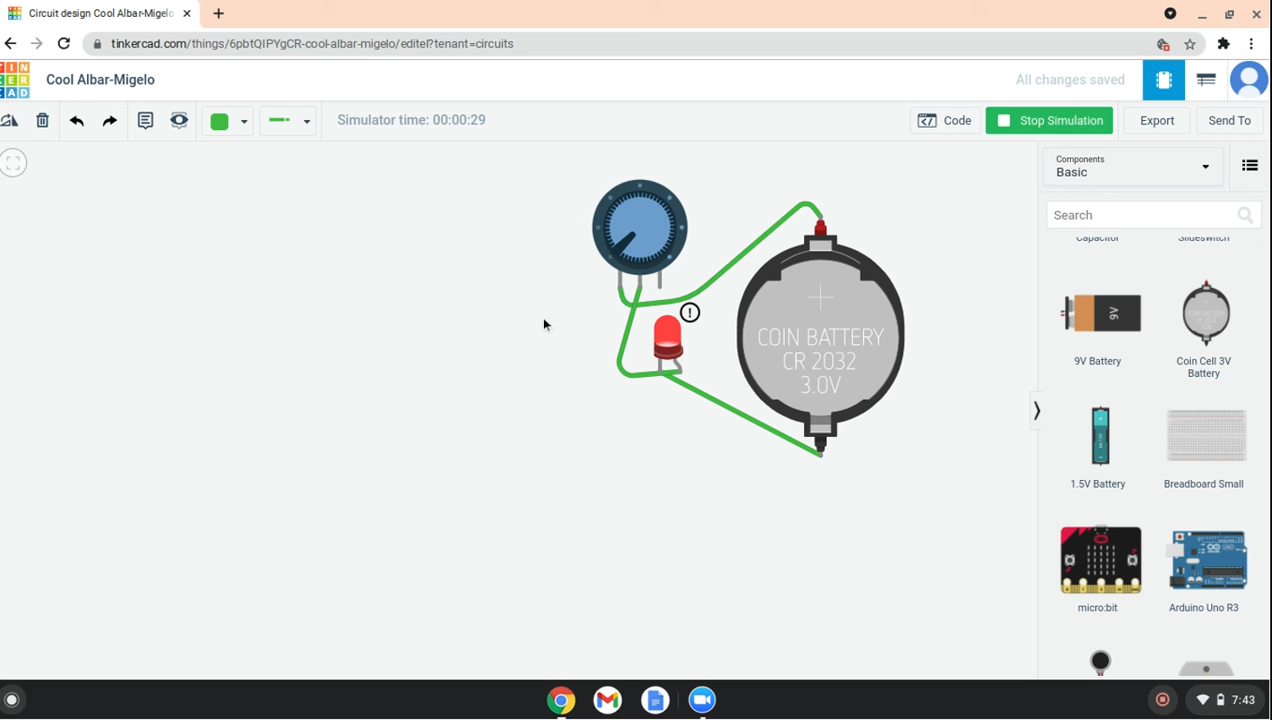 Circuit design Cool Albar-Migelo
tinkercad.com/things/6pbtQIPYgCR-cool-albar-migelo/editel?tenant=circuits
TIN
KER
CAD
Cool Albar-Migelo
All changes saved
Simulator time: 00:00:29
Code
Stop Simulation
Export
Send To
Components
Basic
Search
Capacitor
Slideswitch
9V
9V Battery
Coin Cell 3V
Battery
COIN BATTERY
CR 2032
3.0V
1.5V Battery
Breadboard Small
micro:bit
Arduino Uno R3
7:43